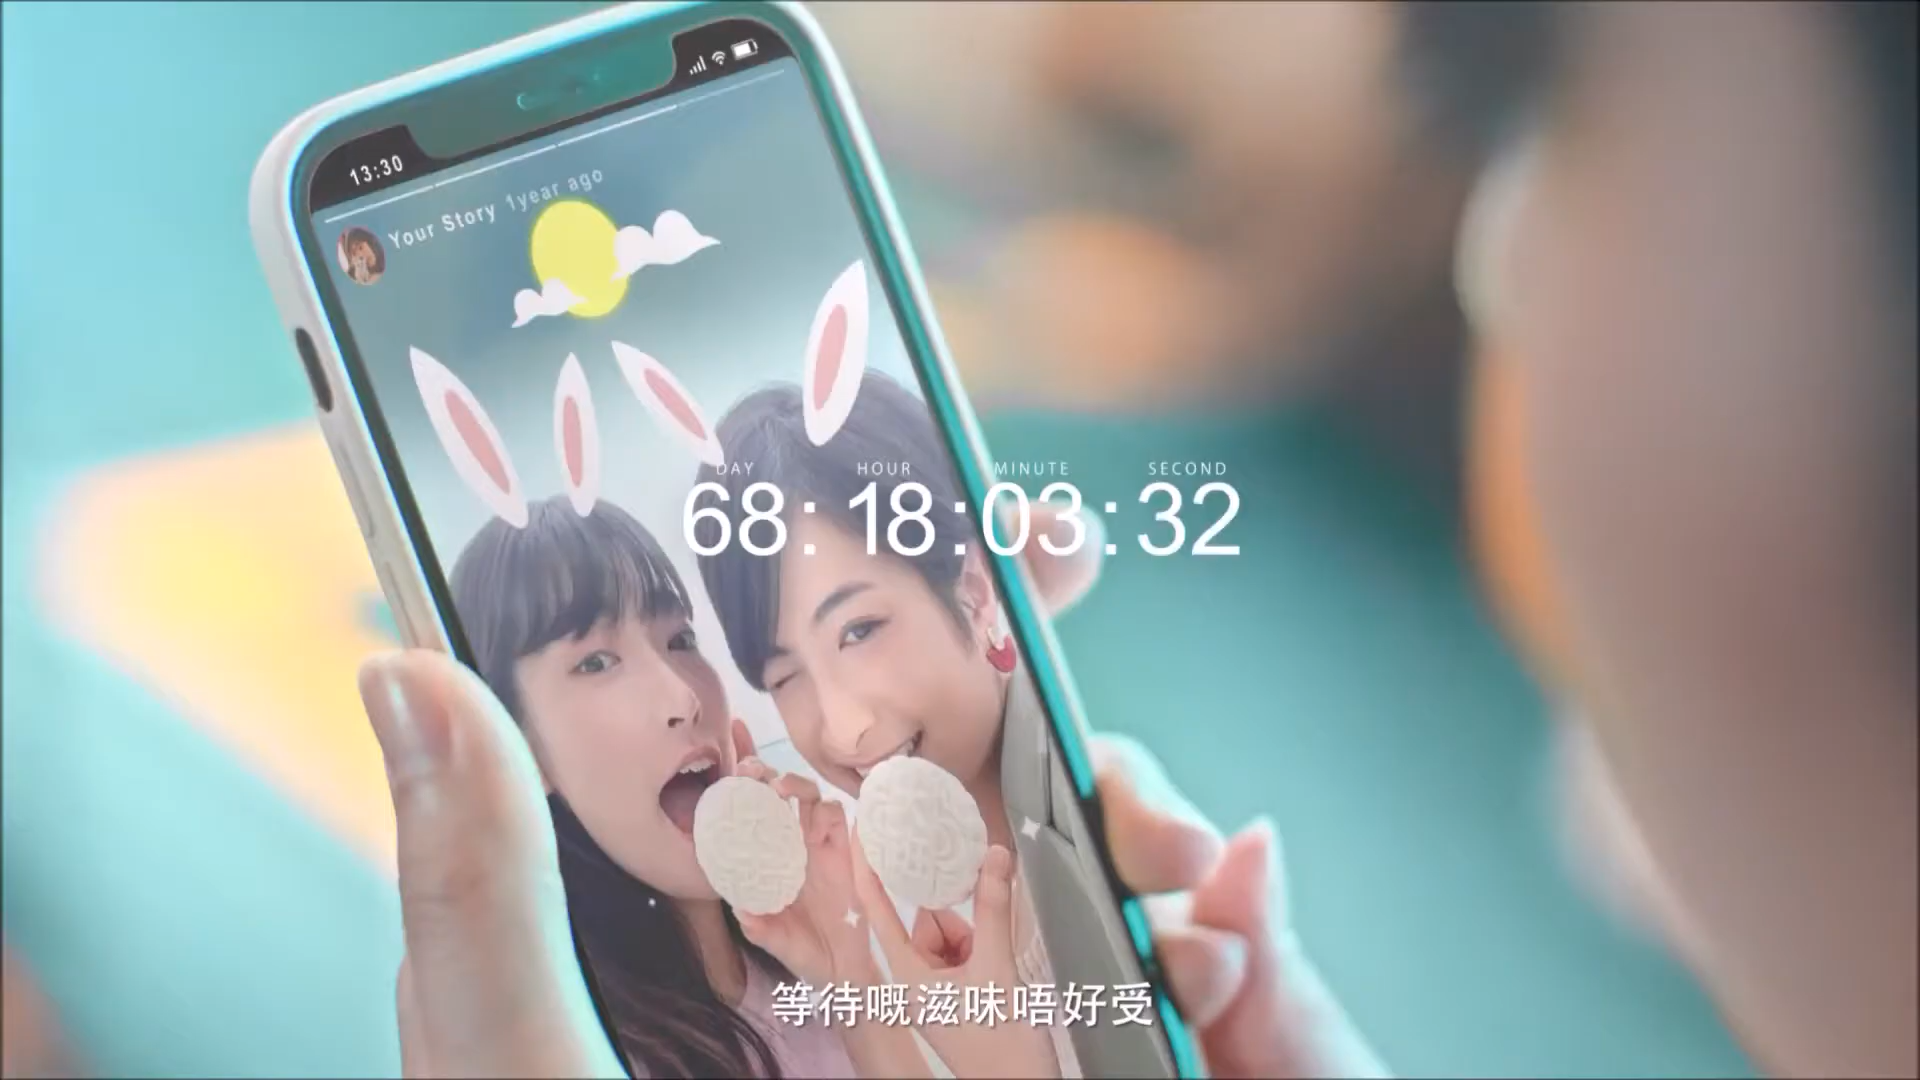 13:30
Your Story 1year ago
DAY HOUR MINUTE SECOND
68:18:03:32
等待嘅滋味唔好受